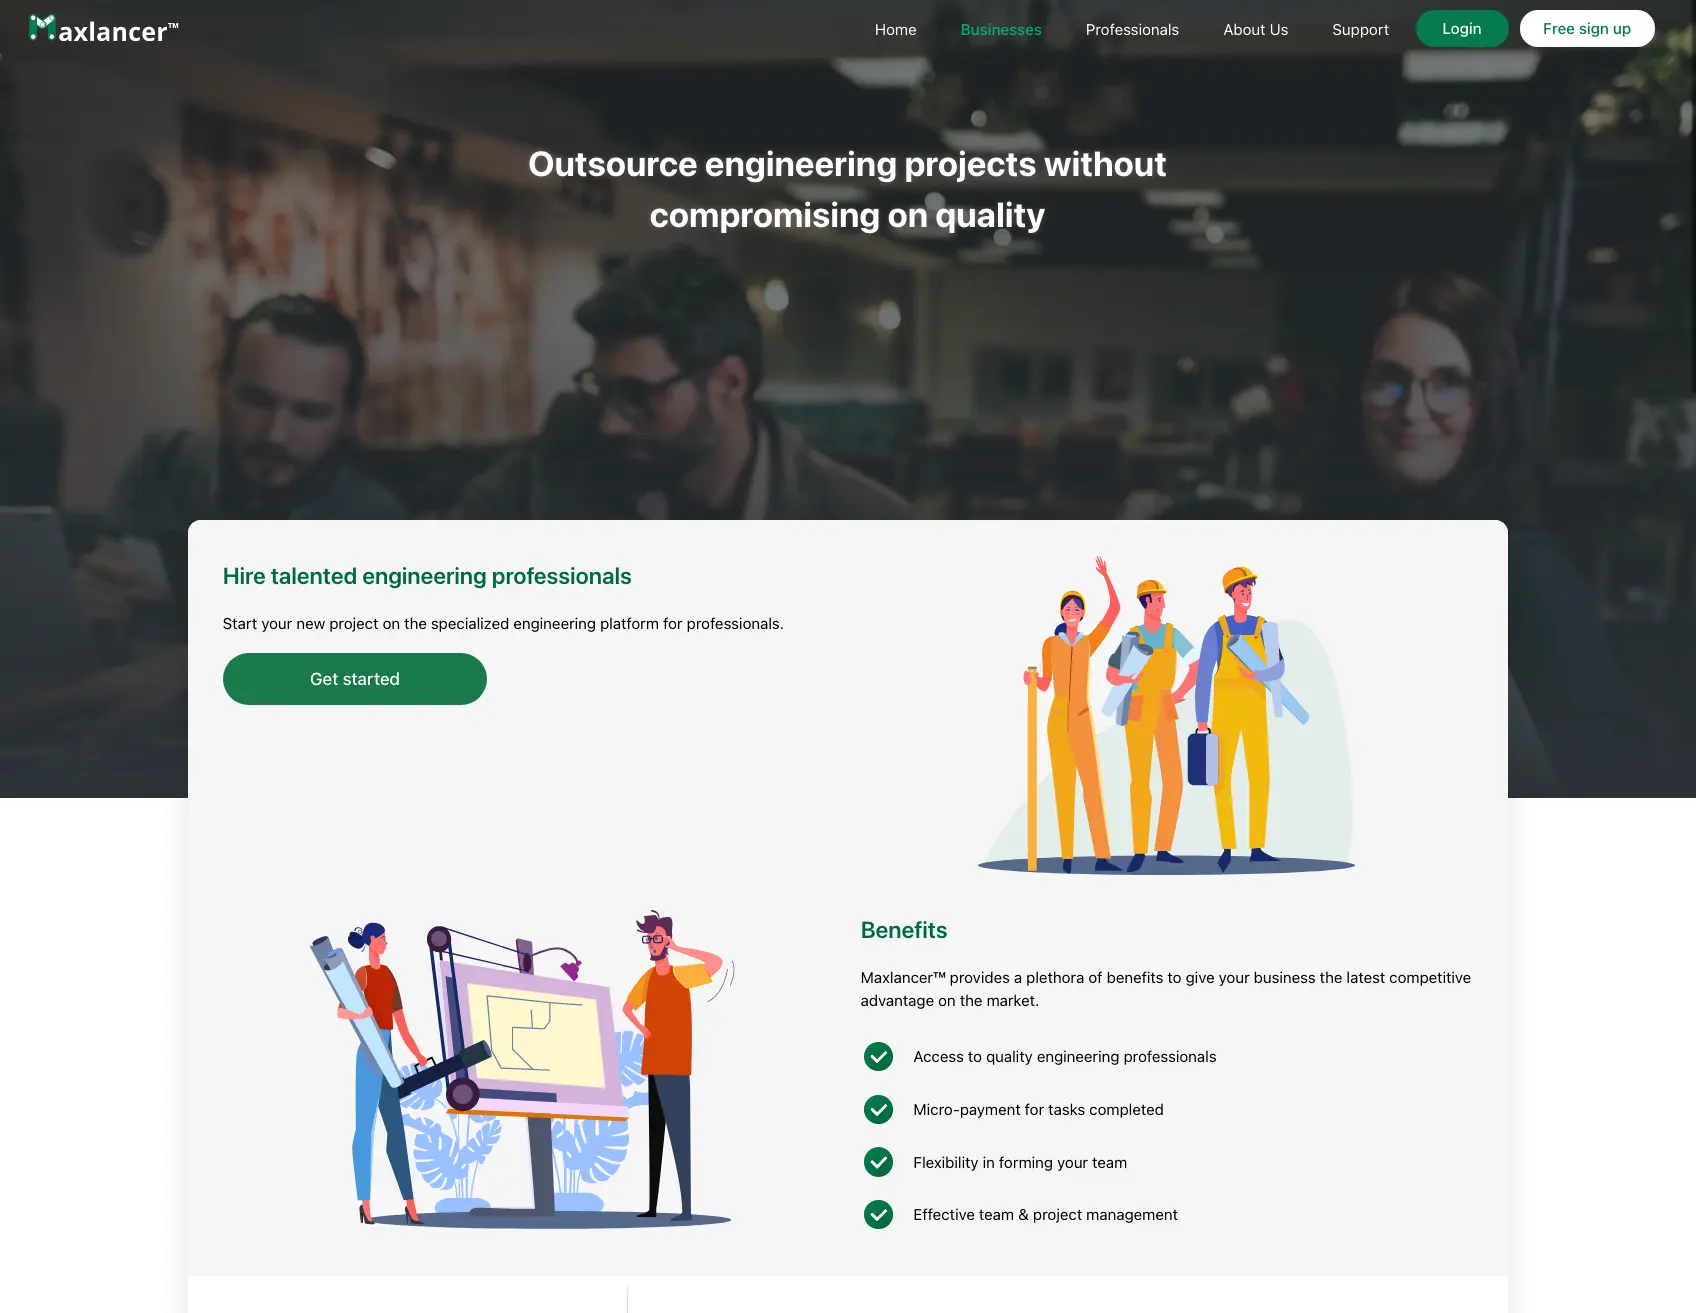 Maxlancer™
Home
Businesses
Professionals
About Us
Support
Login
Free sign up
Outsource engineering projects without
compromising on quality
Hire talented engineering professionals
Start your new project on the specialized engineering platform for professionals.
Get started
Benefits
Maxlancer™ provides a plethora of benefits to give your business the latest competitive
advantage on the market.
Access to quality engineering professionals
Micro-payment for tasks completed
Flexibility in forming your team
Effective team & project management